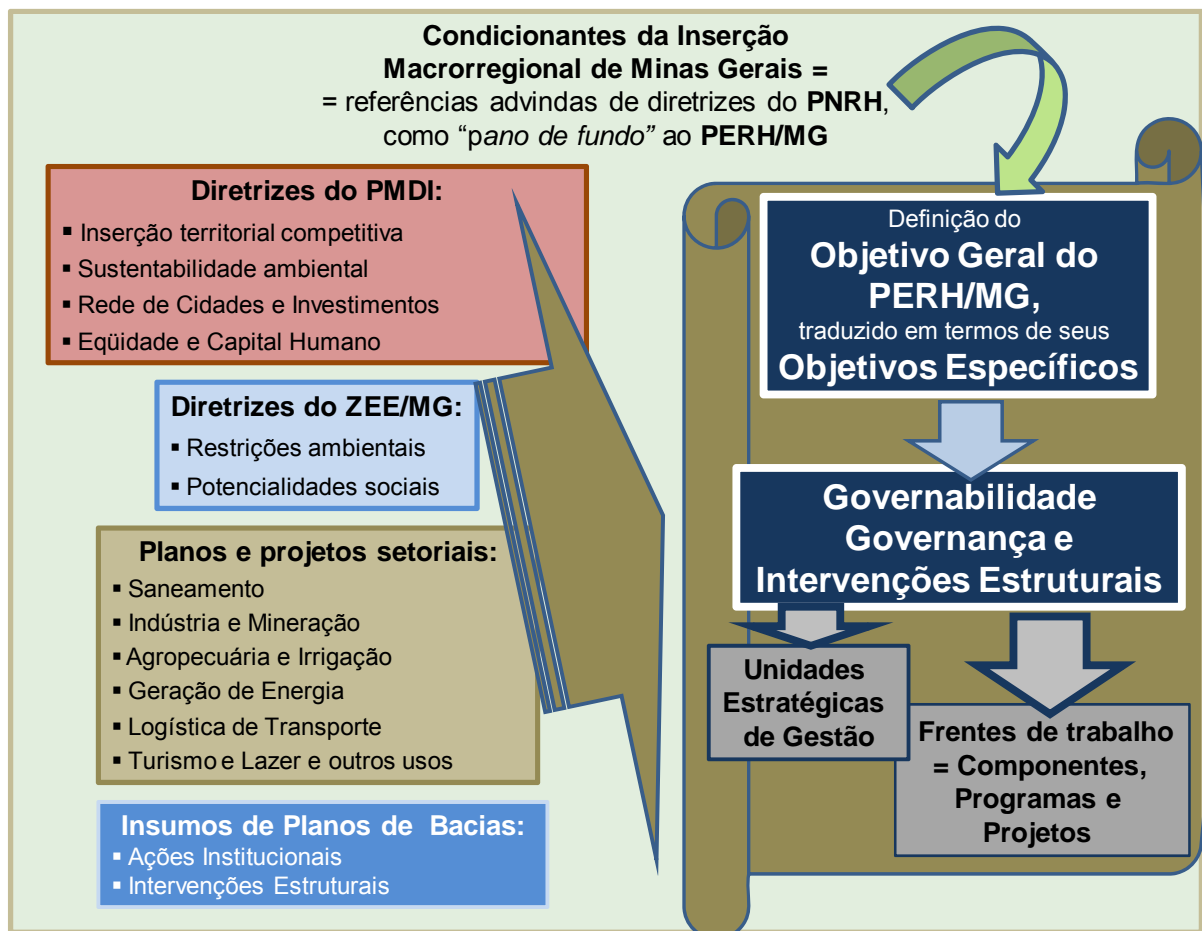 Condicionantes da Inserção
Macrorregional de Minas Gerais =
= referências advindas de diretrizes do PNRH,
como “pano de fundo” ao PERH/MG
Diretrizes do PMDI:
▪ Inserção territorial competitiva
▪ Sustentabilidade ambiental
▪ Rede de Cidades e Investimentos
▪ Eqüidade e Capital Humano
Diretrizes do ZEE/MG:
▪ Restrições ambientais
▪ Potencialidades sociais
Planos e projetos setoriais:
▪ Saneamento
▪ Indústria e Mineração
▪ Agropecuária e Irrigação
▪ Geração de Energia
▪ Logística de Transporte
▪ Turismo e Lazer e outros usos
Insumos de Planos de Bacias:
▪ Ações Institucionais
▪ Intervenções Estruturais
Definição do
Objetivo Geral do
PERH/MG,
traduzido em termos de seus
Objetivos Específicos
Governabilidade
Governança e
Intervenções Estruturais
Unidades
Estratégicas
de Gestão
Frentes de trabalho
= Componentes,
Programas e
Projetos